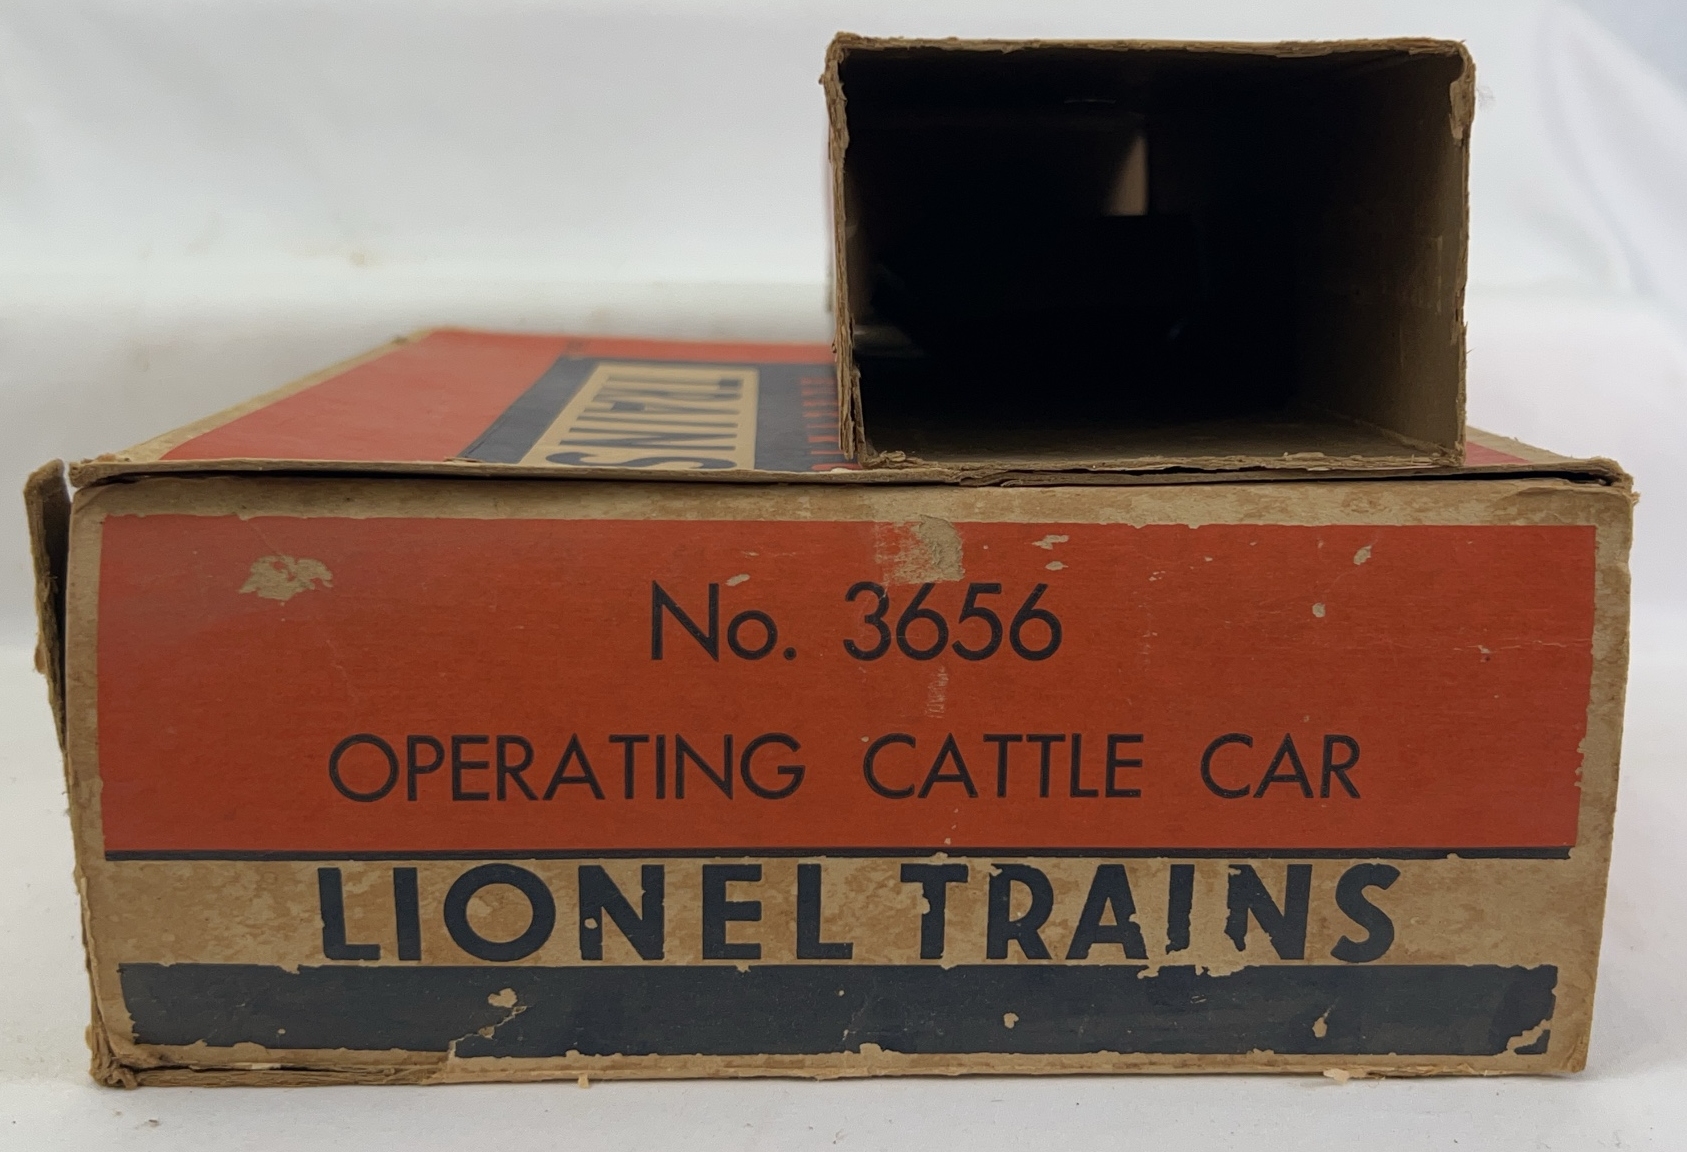 TRAINS
No. 3656
OPERATING CATTLE CAR
LIONEL TRAINS